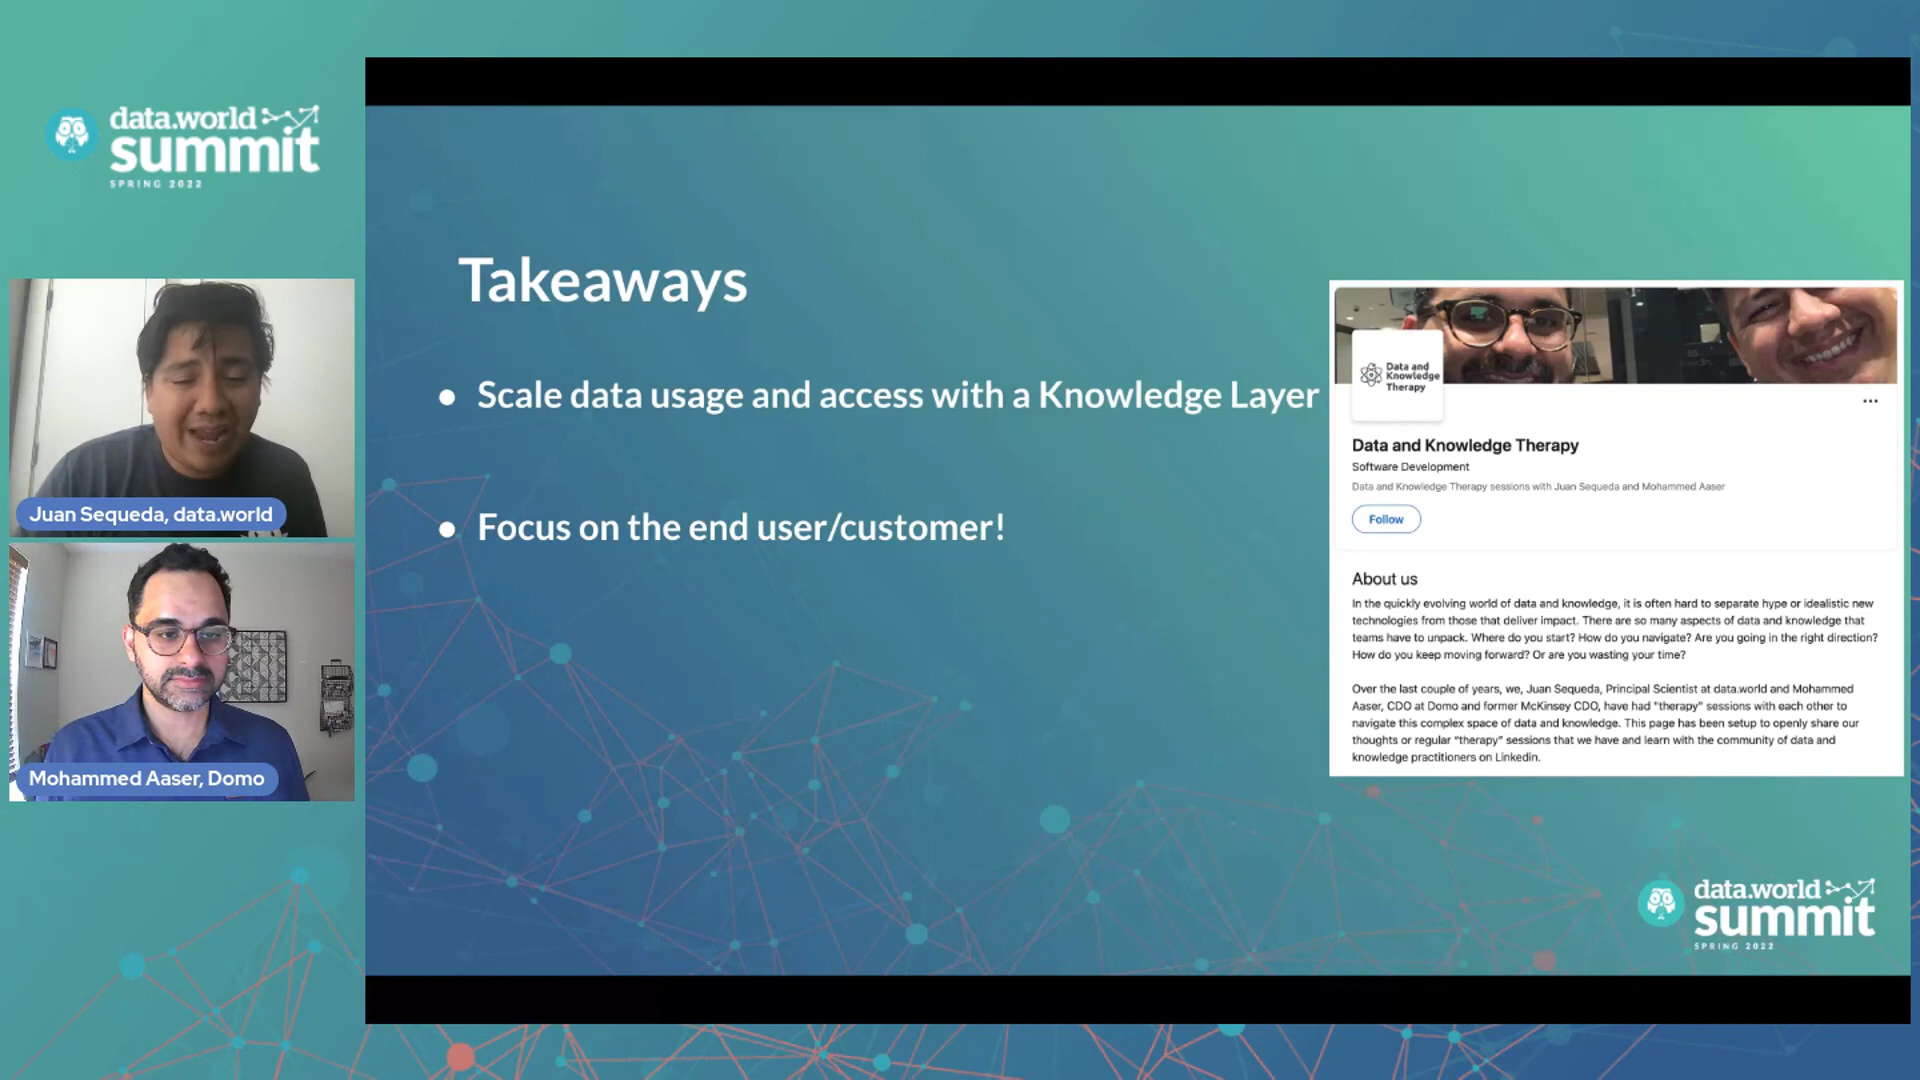 data.world
summit
SPRING 2022
Juan Sequeda, data.world
Mohammed Aaser, Domo
Takeaways
● Scale data usage and access with a Knowledge Layer
● Focus on the end user/customer!
Data and
Knowledge
Therapy
...
Data and Knowledge Therapy
Software Development
Data and Knowledge Therapy sessions with Juan Sequeda and Mohammed Aaser
Follow
About us
In the quickly evolving world of data and knowledge, it is often hard to separate hype or idealistic new
technologies from those that deliver impact. There are so many aspects of data and knowledge that
teams have to unpack. Where do you start? How do you navigate? Are you going in the right direction?
How do you keep moving forward? Or are you wasting your time?
Over the last couple of years, we, Juan Sequeda, Principal Scientist at data.world and Mohammed
Aaser, CDO at Domo and former McKinsey CDO, have had "therapy" sessions with each other to
navigate this complex space of data and knowledge. This page has been setup to openly share our
thoughts or regular "therapy" sessions that we have and learn with the community of data and
knowledge practitioners on Linkedin.
data.world
summit
SPRING 2022